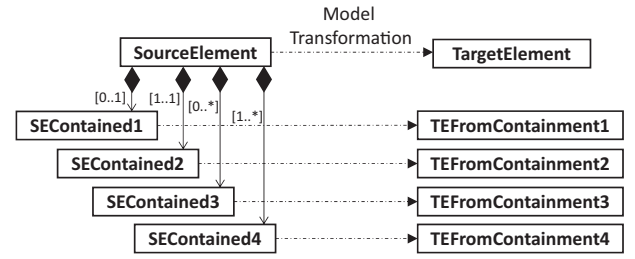 Model
Transformation
SourceElement
TargetElement
[0..1]
[1..1]
[0..*]
[1..*]
SEContained1
TEFromContainment1
SEContained2
TEFromContainment2
SEContained3
TEFromContainment3
SEContained4
TEFromContainment4